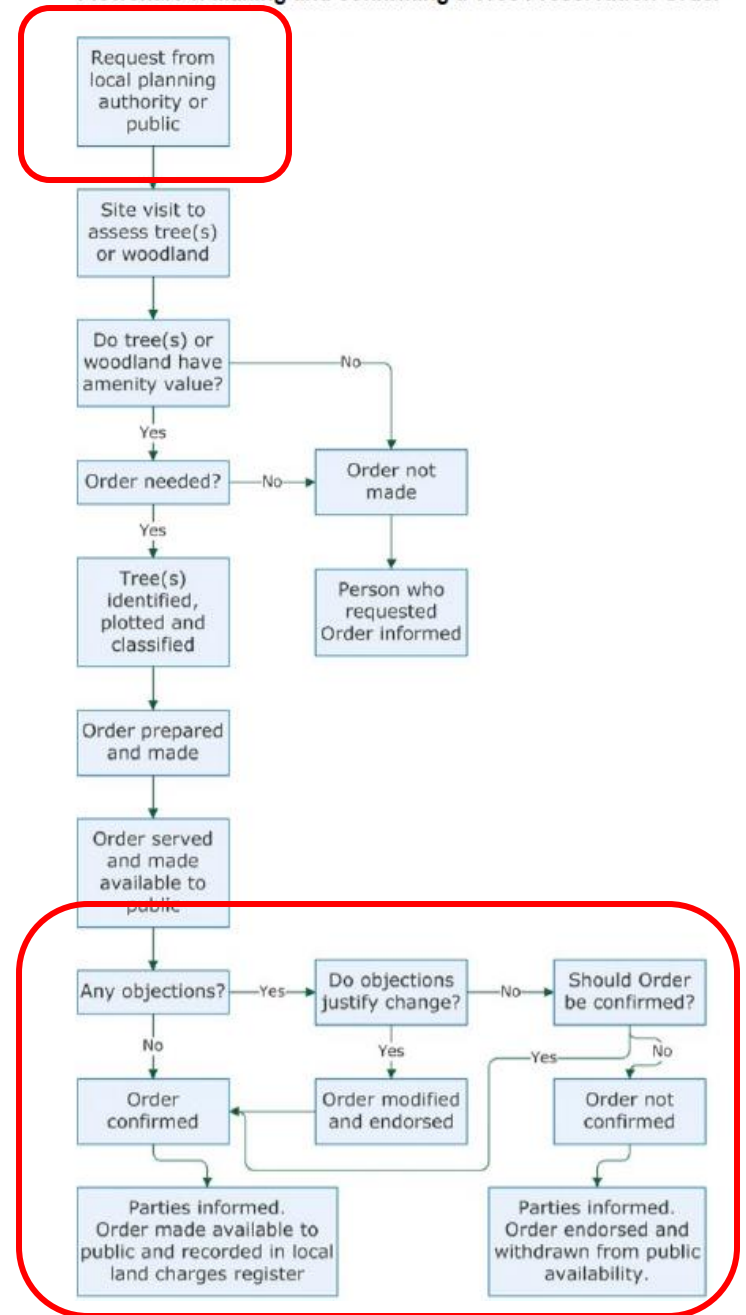 Request from
local planning
authority or
public
Site visit to
assess tree(s)
or woodland
Do tree(s) or
woodland have
amenity value?
No
Yes
Order needed?
No
Order not
made
Yes
Tree(s)
identified,
plotted and
classified
Person who
requested
Order informed
Order prepared
and made
Order served
and made
available to
public
Any objections?
Yes
Do objections
justify change?
No
Should Order
be confirmed?
No
Yes
Yes
No
Order
confirmed
Order modified
and endorsed
Order not
confirmed
Parties informed.
Order made available to
public and recorded in local
land charges register
Parties informed.
Order endorsed and
withdrawn from public
availability.